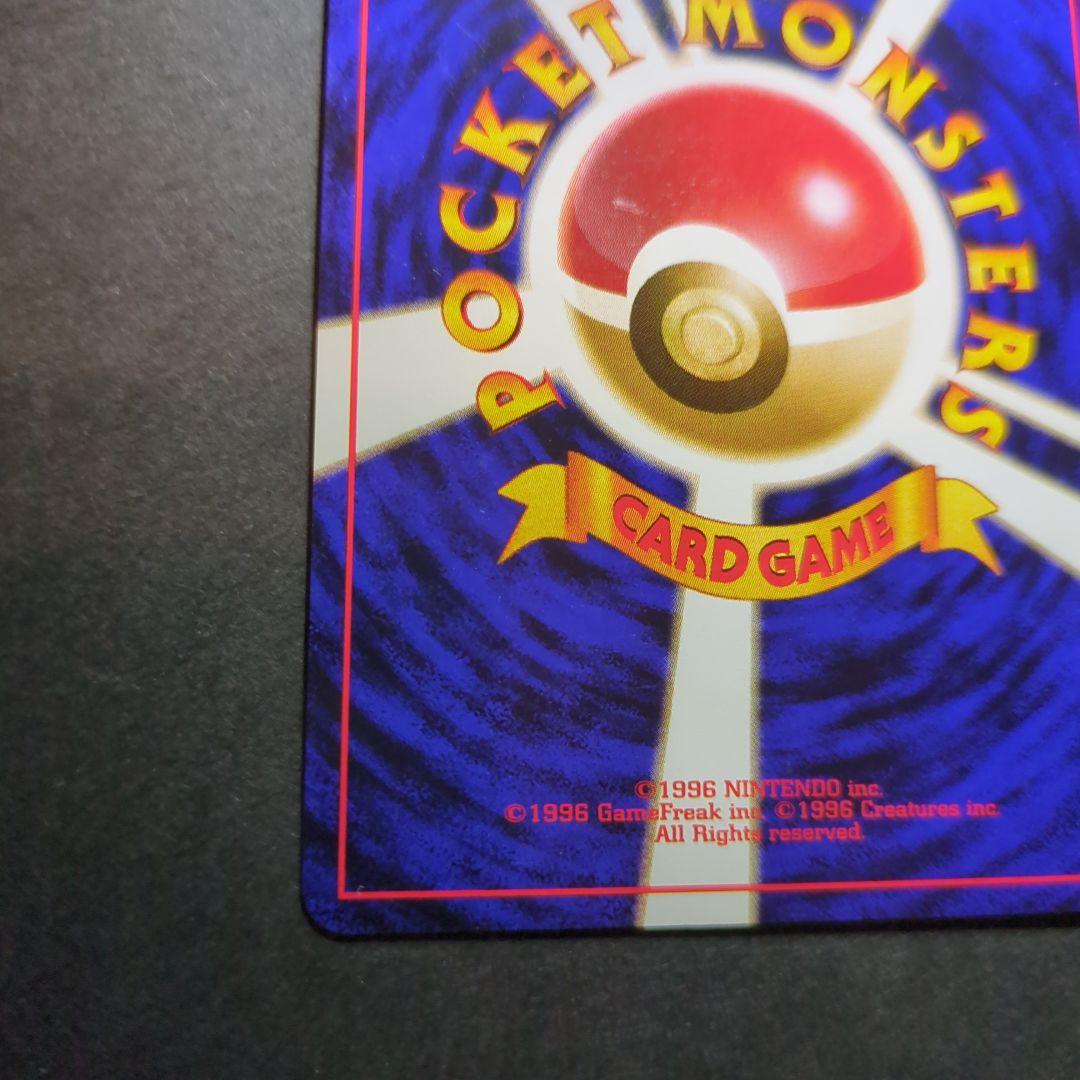 POCKET MONSTERS
CARD GAME
©1996 NINTENDO inc.
©1996 GameFreak inc. ©1996 Creatures inc.
All Rights reserved.